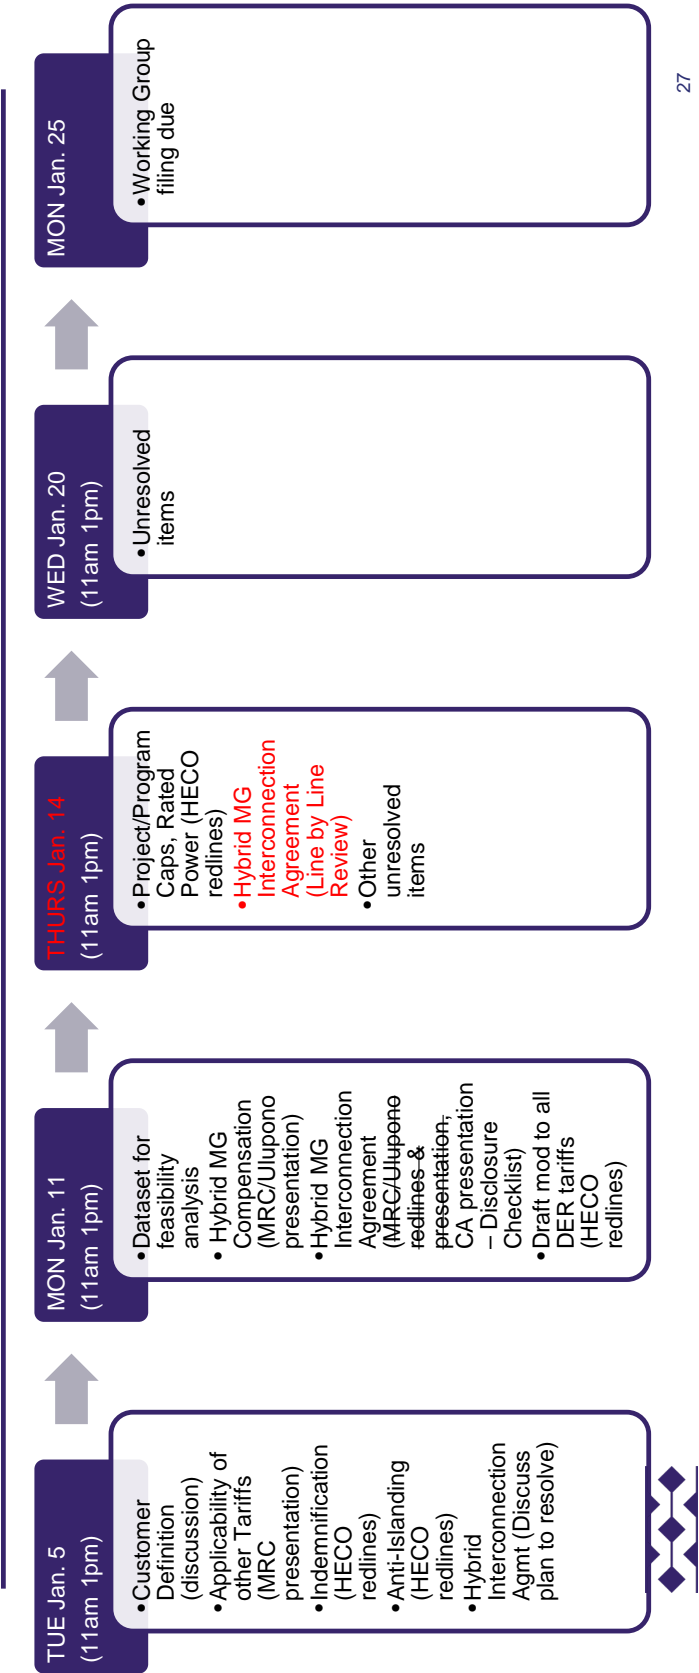 TUE Jan. 5
(11am 1pm)
•Customer
Definition
(discussion)
•Applicability of
other Tariffs
(MRC
presentation)
•Indemnification
(HECO
redlines)
•Anti-Islanding
(HECO
redlines)
•Hybrid
Interconnection
Agmt (Discuss
plan to resolve)
MON Jan. 11
(11am 1pm)
•Dataset for
feasibility
analysis
• Hybrid MG
Compensation
(MRC/Ulupono
presentation)
•Hybrid MG
Interconnection
Agreement
(MRC/Ulupono
redlines &
presentation,
CA presentation
– Disclosure
Checklist)
•Draft mod to all
DER tariffs
(HECO
redlines)
THURS Jan. 14
(11am 1pm)
•Project/Program
Caps, Rated
Power (HECO
redlines)
•Hybrid MG
Interconnection
Agreement
(Line by Line
Review)
•Other
unresolved
items
WED Jan. 20
(11am 1pm)
•Unresolved
items
MON Jan. 25
•Working Group
filing due
27